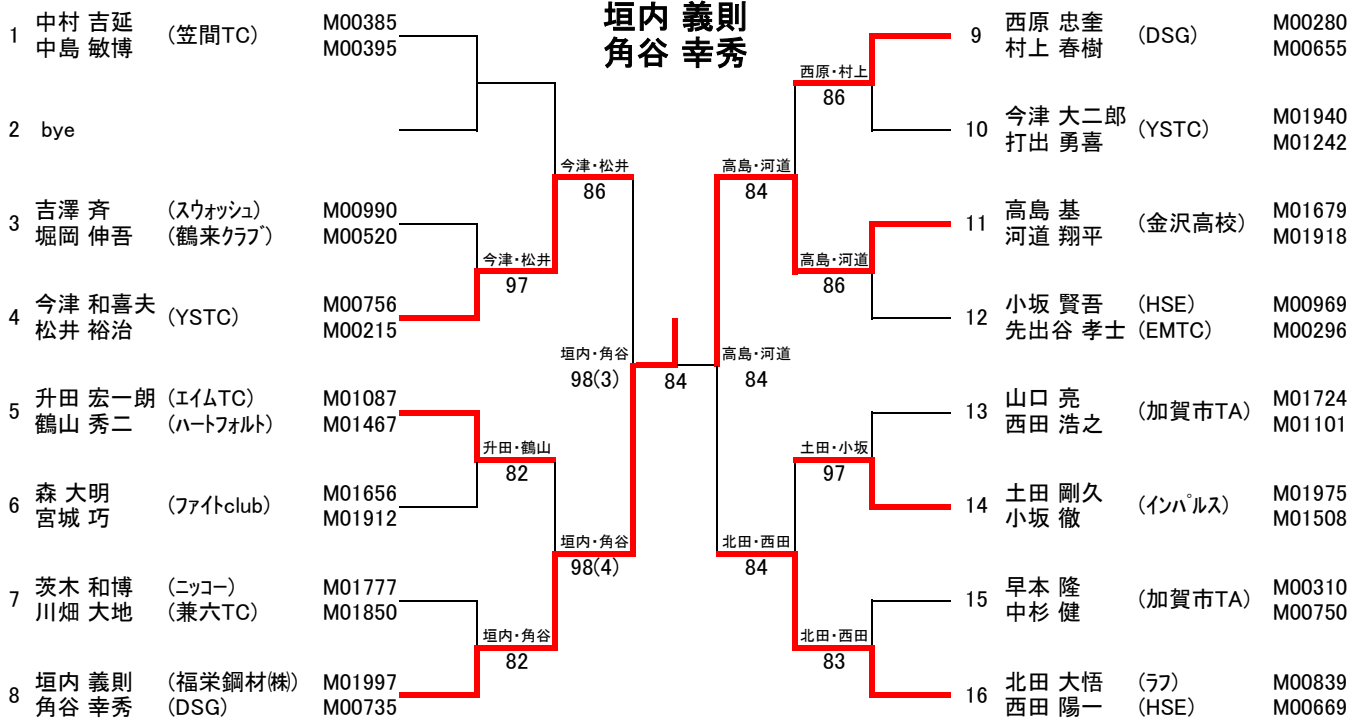 垣内 義則
角谷 幸秀
1 中村 吉延 (笠間TC) M00385
中島 敏博 M00395
2 bye
3 吉澤 斉 (スウォッシュ) M00990
堀岡 伸吾 (鶴来クラブ) M00520
4 今津 和喜夫 (YSTC) M00756
松井 裕治 M00215
5 升田 宏一朗 (エイムTC) M01087
鶴山 秀二 (ハートフォルト) M01467
6 森 大明 (ファイトclub) M01656
宮城 巧 M01912
7 茨木 和博 (ニッコー) M01777
川畑 大地 (兼六TC) M01850
8 垣内 義則 (福栄鋼材㈱) M01997
角谷 幸秀 (DSG) M00735
今津・松井
97
升田・鶴山
82
垣内・角谷
82
今津・松井
86
垣内・角谷
98(4)
垣内・角谷
98(3)
84
高島・河道
84
高島・河道
84
北田・西田
84
西原・村上
86
高島・河道
86
土田・小坂
97
北田・西田
83
9 西原 忠奎 (DSG) M00280
村上 春樹 M00655
10 今津 大二郎 (YSTC) M01940
打出 勇喜 M01242
11 高島 基 (金沢高校) M01679
河道 翔平 M01918
12 小坂 賢吾 (HSE) M00969
先出谷 孝士 (EMTC) M00296
13 山口 亮 (加賀市TA) M01724
西田 浩之 M01101
14 土田 剛久 (インパルス) M01975
小坂 徹 M01508
15 早本 隆 (加賀市TA) M00310
中杉 健 M00750
16 北田 大悟 (ラフ) M00839
西田 陽一 (HSE) M00669